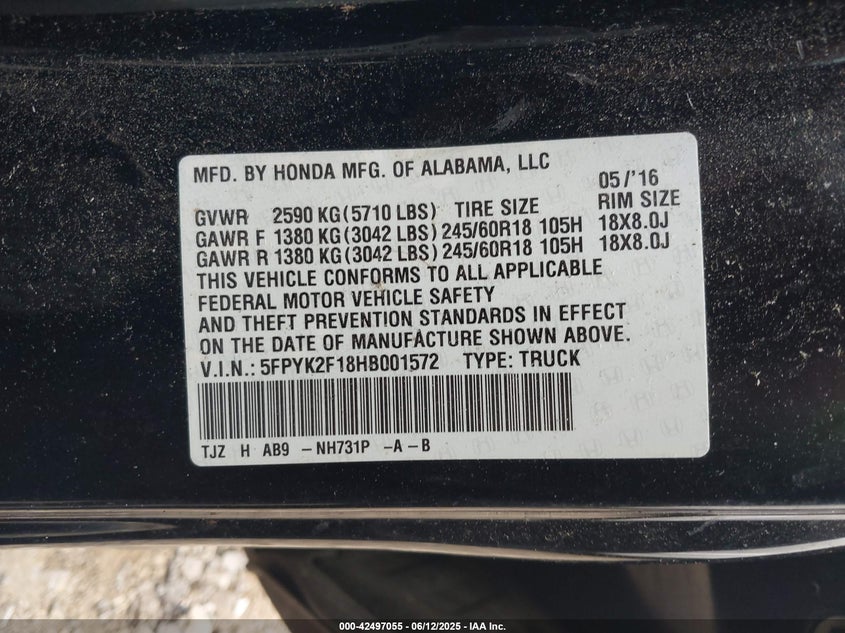 MFD. BY HONDA MFG. OF ALABAMA, LLC
05/'16
GVWR 2590 KG(5710 LBS) TIRE SIZE RIM SIZE
GAWR F 1380 KG(3042 LBS) 245/60R18 105H 18X8.0J
GAWR R 1380 KG(3042 LBS) 245/60R18 105H 18X8.0J
THIS VEHICLE CONFORMS TO ALL APPLICABLE
FEDERAL MOTOR VEHICLE SAFETY
AND THEFT PREVENTION STANDARDS IN EFFECT
ON THE DATE OF MANUFACTURE SHOWN ABOVE.
V.I.N.: 5FPYK2F18HB001572 TYPE: TRUCK
TJZ H AB9 -NH731P -A-B
000-42497055 - 06/12/2025 - IAA Inc.